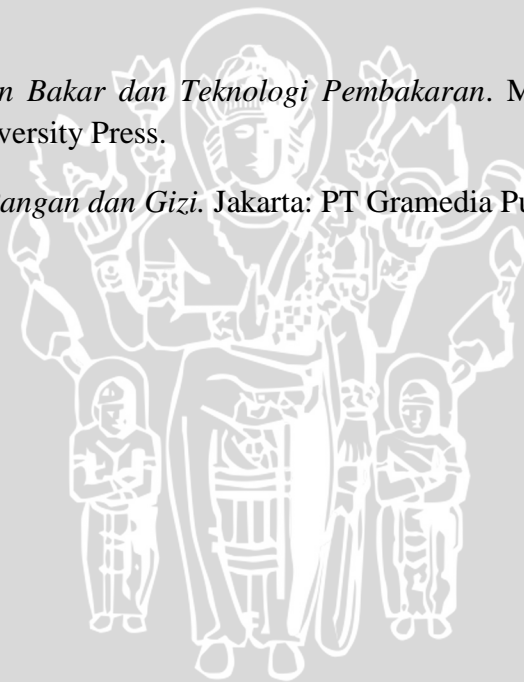 n Bakar dan Teknologi Pembakaran. M
versity Press.
angan dan Gizi. Jakarta: PT Gramedia Pu